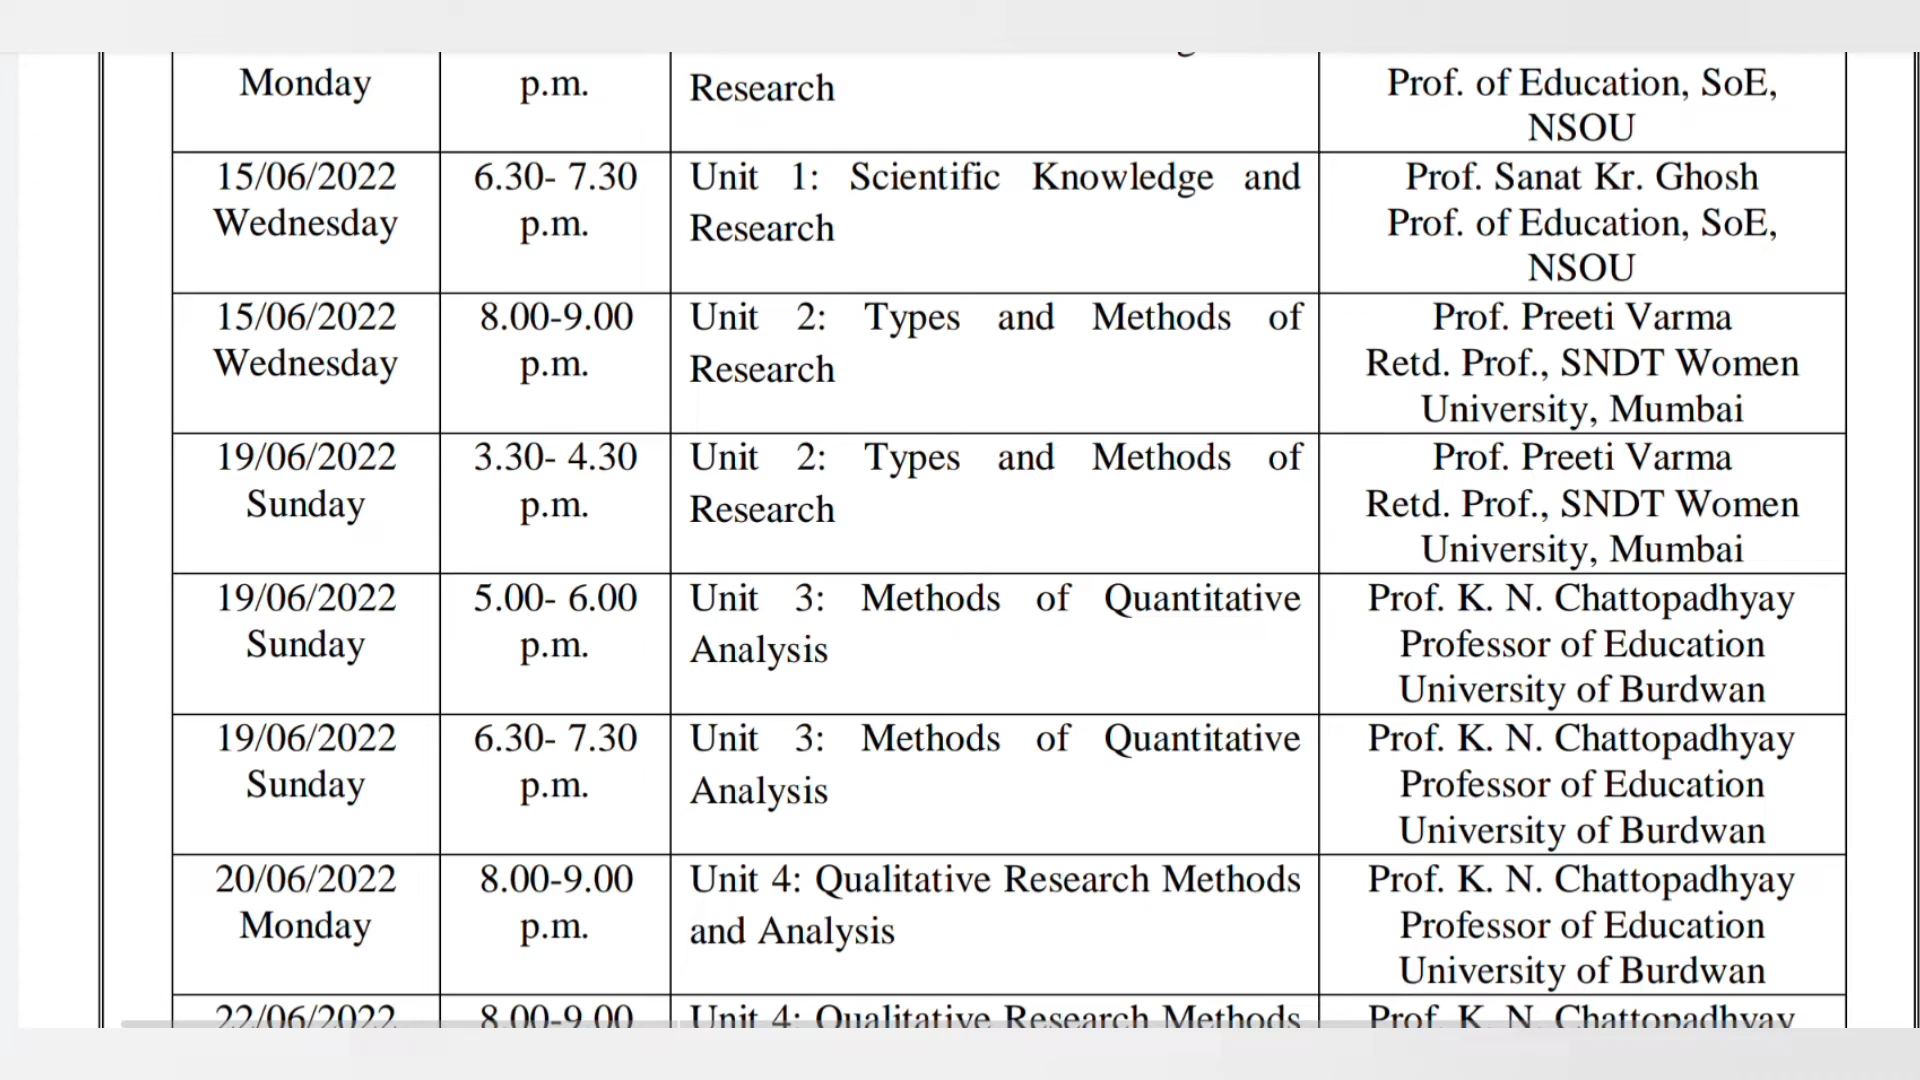 Monday p.m. Research Prof. of Education, SoE,
NSOU
15/06/2022 6.30- 7.30 Unit 1: Scientific Knowledge and Prof. Sanat Kr. Ghosh
Wednesday p.m. Research Prof. of Education, SoE,
NSOU
15/06/2022 8.00-9.00 Unit 2: Types and Methods of Prof. Preeti Varma
Wednesday p.m. Research Retd. Prof., SNDT Women
University, Mumbai
19/06/2022 3.30- 4.30 Unit 2: Types and Methods of Prof. Preeti Varma
Sunday p.m. Research Retd. Prof., SNDT Women
University, Mumbai
19/06/2022 5.00- 6.00 Unit 3: Methods of Quantitative Prof. K. N. Chattopadhyay
Sunday p.m. Analysis Professor of Education
University of Burdwan
19/06/2022 6.30- 7.30 Unit 3: Methods of Quantitative Prof. K. N. Chattopadhyay
Sunday p.m. Analysis Professor of Education
University of Burdwan
20/06/2022 8.00-9.00 Unit 4: Qualitative Research Methods Prof. K. N. Chattopadhyay
Monday p.m. and Analysis Professor of Education
University of Burdwan
22/06/2022 8.00-9.00 Unit 4: Qualitative Research Methods Prof. K. N. Chattopadhyay